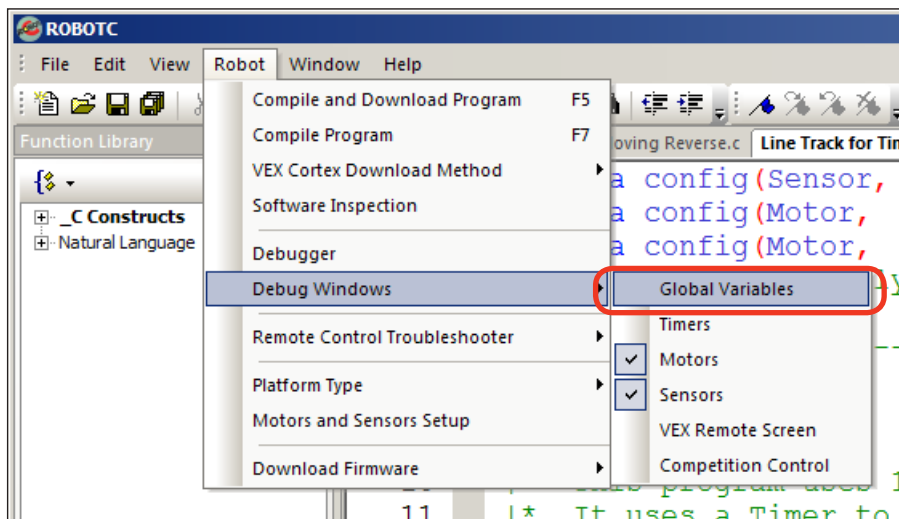 ROBOTC
File Edit View Robot Window Help
Compile and Download Program F5
Compile Program F7
VEX Cortex Download Method
Software Inspection
Debugger
Debug Windows
Remote Control Troubleshooter
Platform Type
Motors and Sensors Setup
Download Firmware
Global Variables
Timers
Motors
Sensors
VEX Remote Screen
Competition Control
Function Library
_C Constructs
Natural Language
oving Reverse.c Line Track for Tim
a config(Sensor,
a config(Motor,
a config(Motor,
11 |* It uses a Timer to